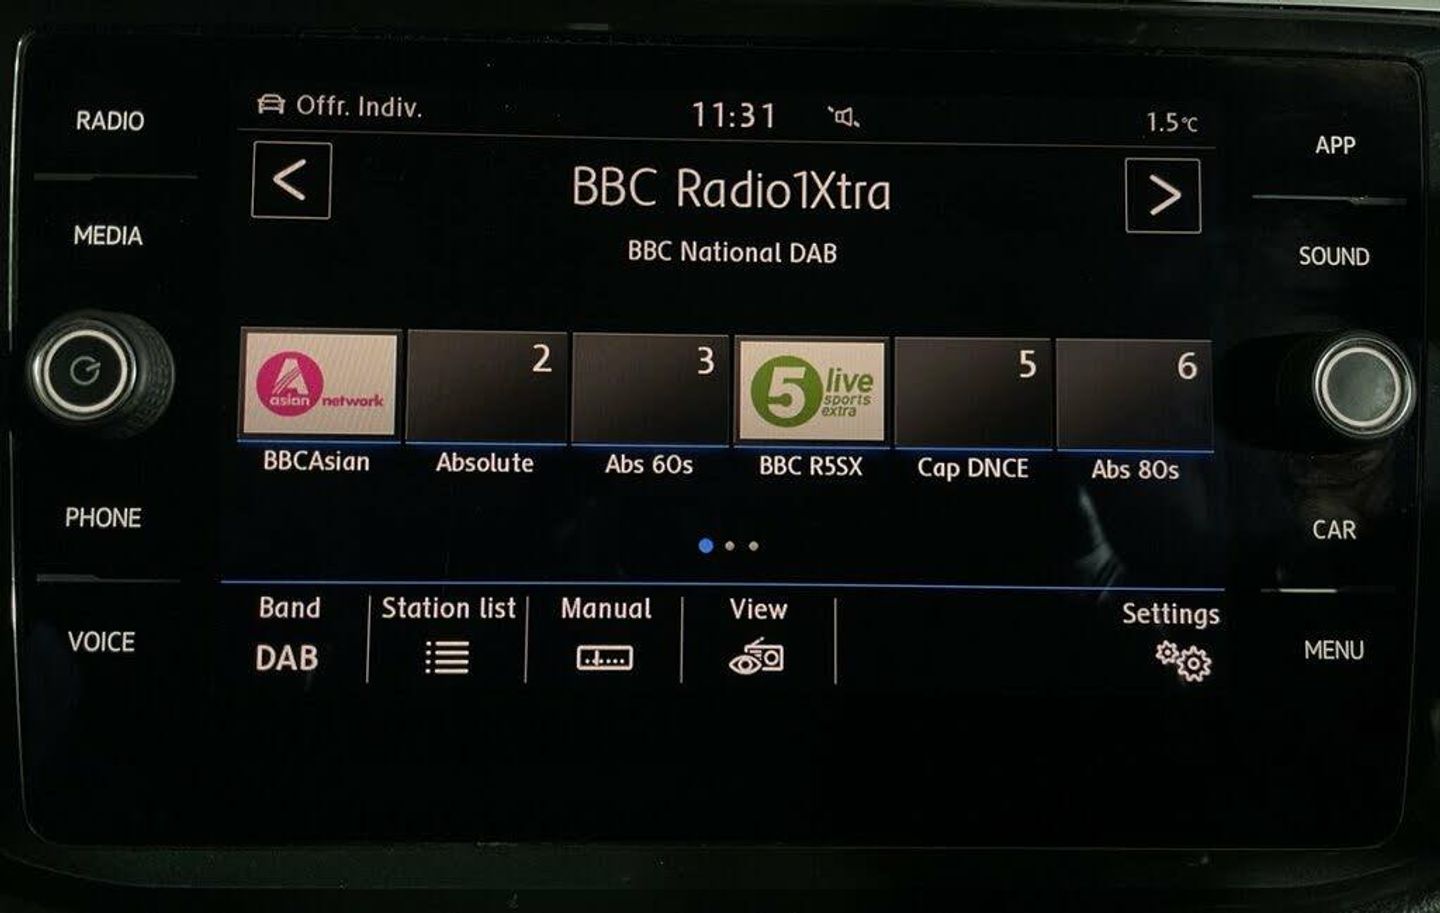 RADIO
MEDIA
PHONE
VOICE
Offr. Indiv.
11:31
1.5°C
<
BBC Radio1Xtra
>
BBC National DAB
A
asian network
2
3
5 live
sports
extra
5
6
BBCAsian
Absolute
Abs 60s
BBC R5SX
Cap DNCE
Abs 80s
Band
DAB
Station list
Manual
View
Settings
APP
SOUND
CAR
MENU